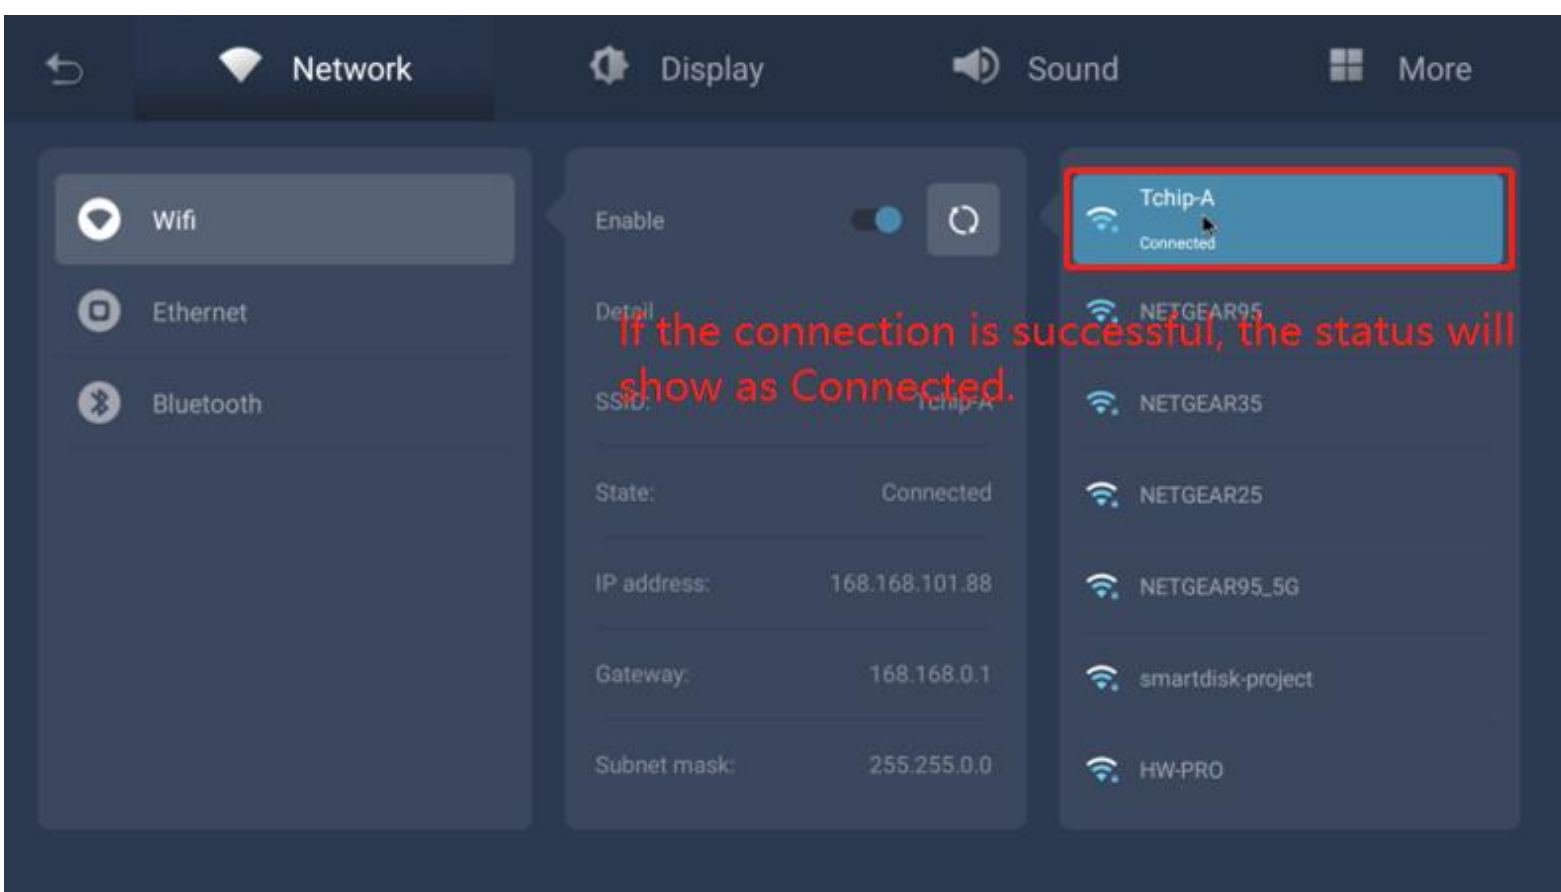 Network
Display
Sound
More
Wifi
Ethernet
Bluetooth
Enable
Detail
SSID: Tchip-A
State: Connected
IP address: 168.168.101.88
Gateway: 168.168.0.1
Subnet mask: 255.255.0.0
Tchip-A
Connected
NETGEAR95
NETGEAR35
NETGEAR25
NETGEAR95_5G
smartdisk-project
HW-PRO
If the connection is successful, the status will
show as Connected.